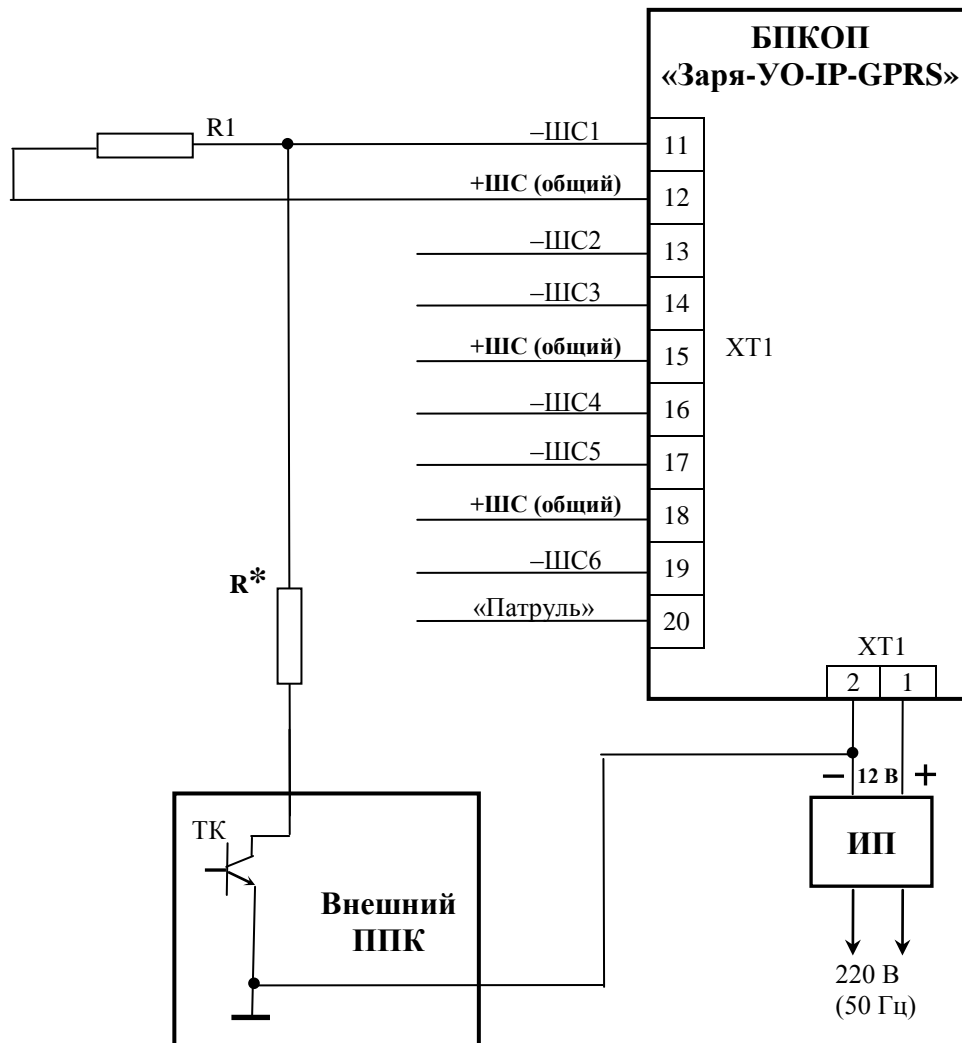 БПКОП
«Заря-УО-IP-GPRS»
R1
–ШС1
11
+ШС (общий)
12
–ШС2
13
–ШС3
14
+ШС (общий)
15
XT1
–ШС4
16
–ШС5
17
+ШС (общий)
18
–ШС6
19
R*
«Патруль»
20
XT1
2
1
– 12 В +
ТК
ИП
Внешний
ППК
220 В
(50 Гц)